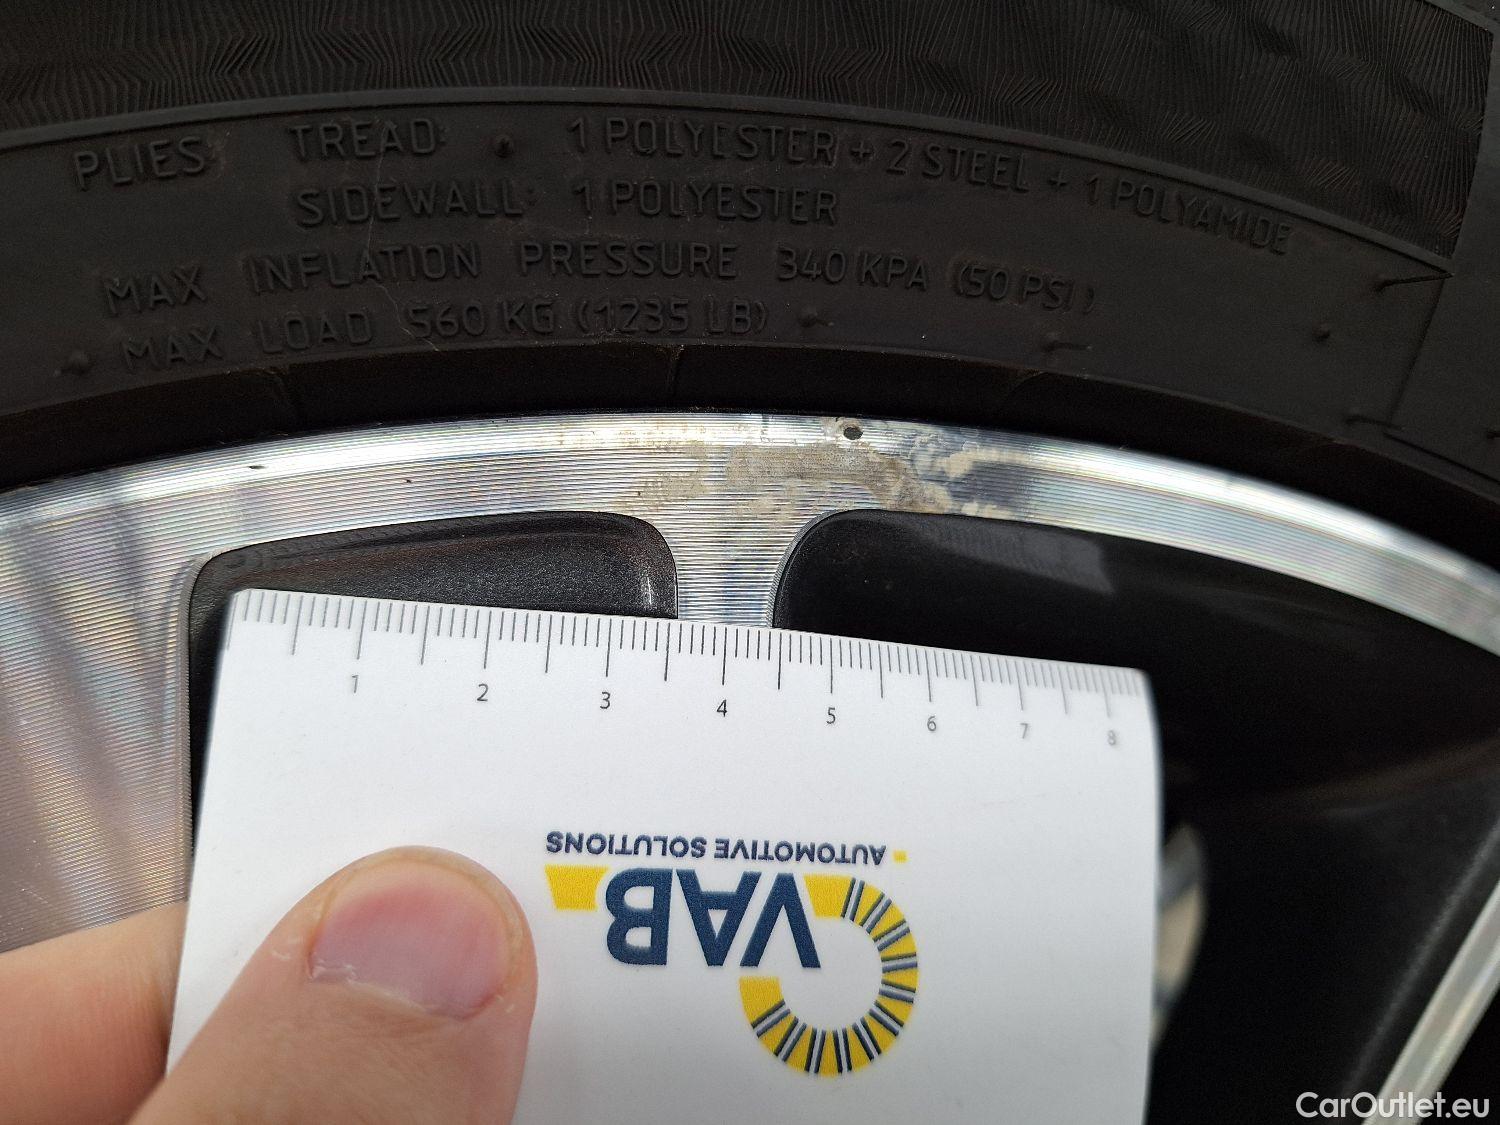 PLIES: TREAD: 1 POLYESTER + 2 STEEL + 1 POLYAMIDE
SIDEWALL: 1 POLYESTER
MAX INFLATION PRESSURE 340 KPA (50 PSI)
MAX LOAD 560 KG (1235 LB)
1 2 3 4 5 6 7 8
AUTOMOTIVE SOLUTIONS
VAB
CarOutlet.eu